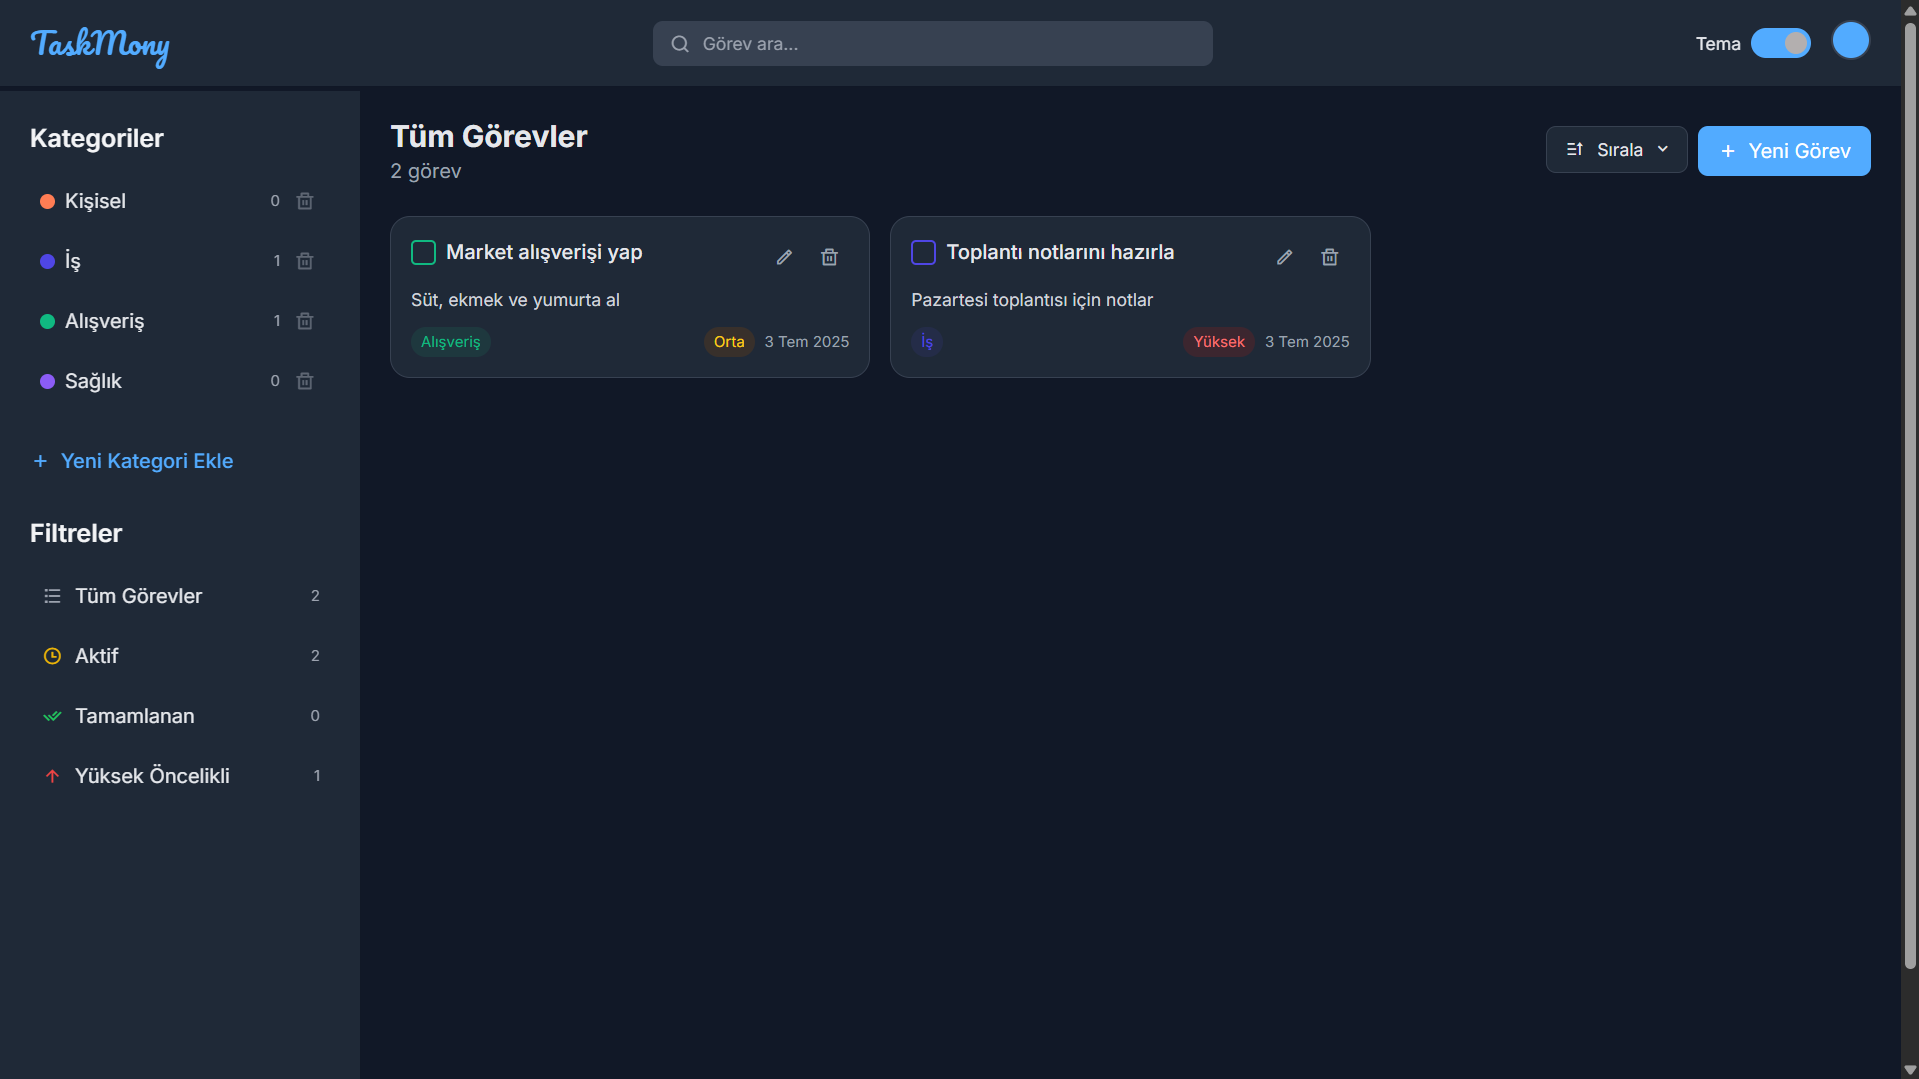 TaskMony
Görev ara...
Tema
Kategoriler
Kişisel 0
İş 1
Alışveriş 1
Sağlık 0
+ Yeni Kategori Ekle
Filtreler
Tüm Görevler 2
Aktif 2
Tamamlanan 0
Yüksek Öncelikli 1
Tüm Görevler
2 görev
Sırala
+ Yeni Görev
Market alışverişi yap
Süt, ekmek ve yumurta al
Alışveriş Orta 3 Tem 2025
Toplantı notlarını hazırla
Pazartesi toplantısı için notlar
İş Yüksek 3 Tem 2025